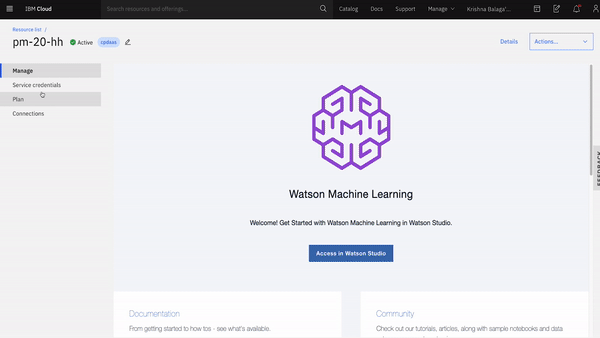 IBM Cloud
Search resources and offerings...
Catalog
Docs
Support
Manage
Krishna Balaga'...
Resource list /
pm-20-hh
Active
cpdaas
Details
Actions...
Manage
Service credentials
Plan
Connections
Watson Machine Learning
Welcome! Get Started with Watson Machine Learning in Watson Studio.
Access in Watson Studio
FEEDBACK
Documentation
From getting started to how tos - see what's available.
Community
Check out our tutorials, articles, along with sample notebooks and data